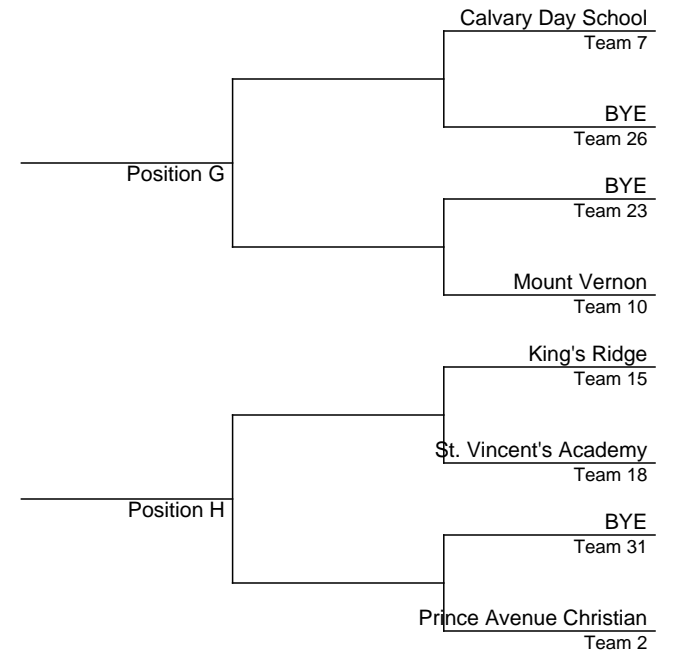 Calvary Day School
Team 7
BYE
Team 26
Position G
BYE
Team 23
Mount Vernon
Team 10
King's Ridge
Team 15
St. Vincent's Academy
Team 18
Position H
BYE
Team 31
Prince Avenue Christian
Team 2